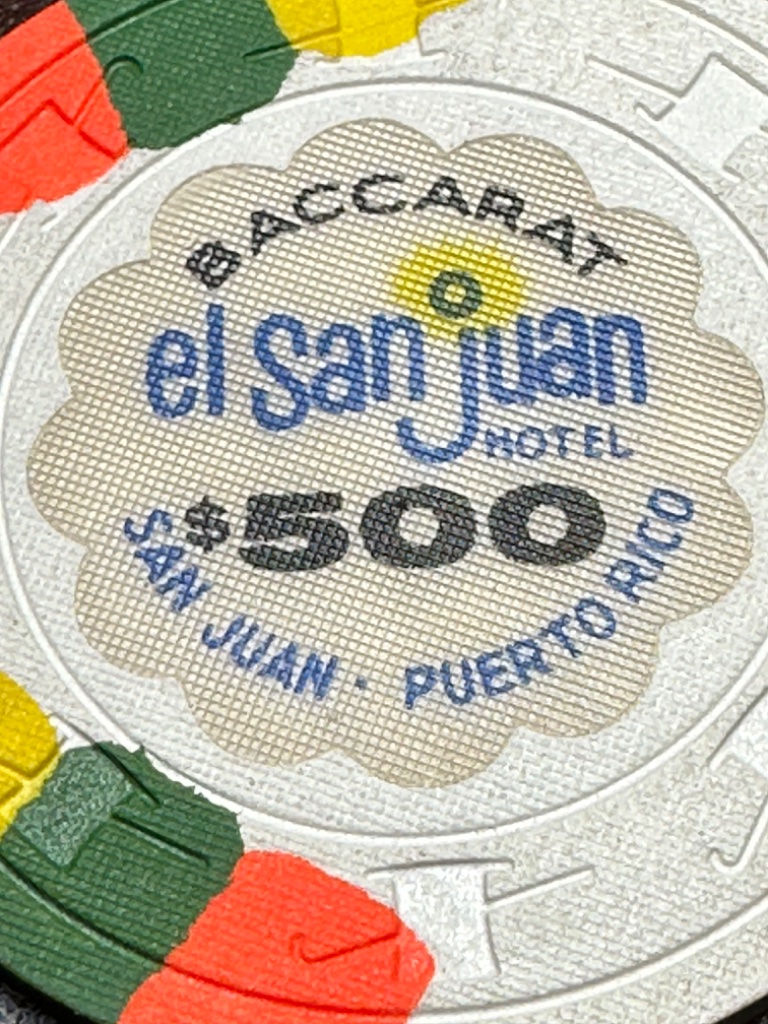 BACCARAT
el san juan
HOTEL
$500
SAN JUAN · PUERTO RICO